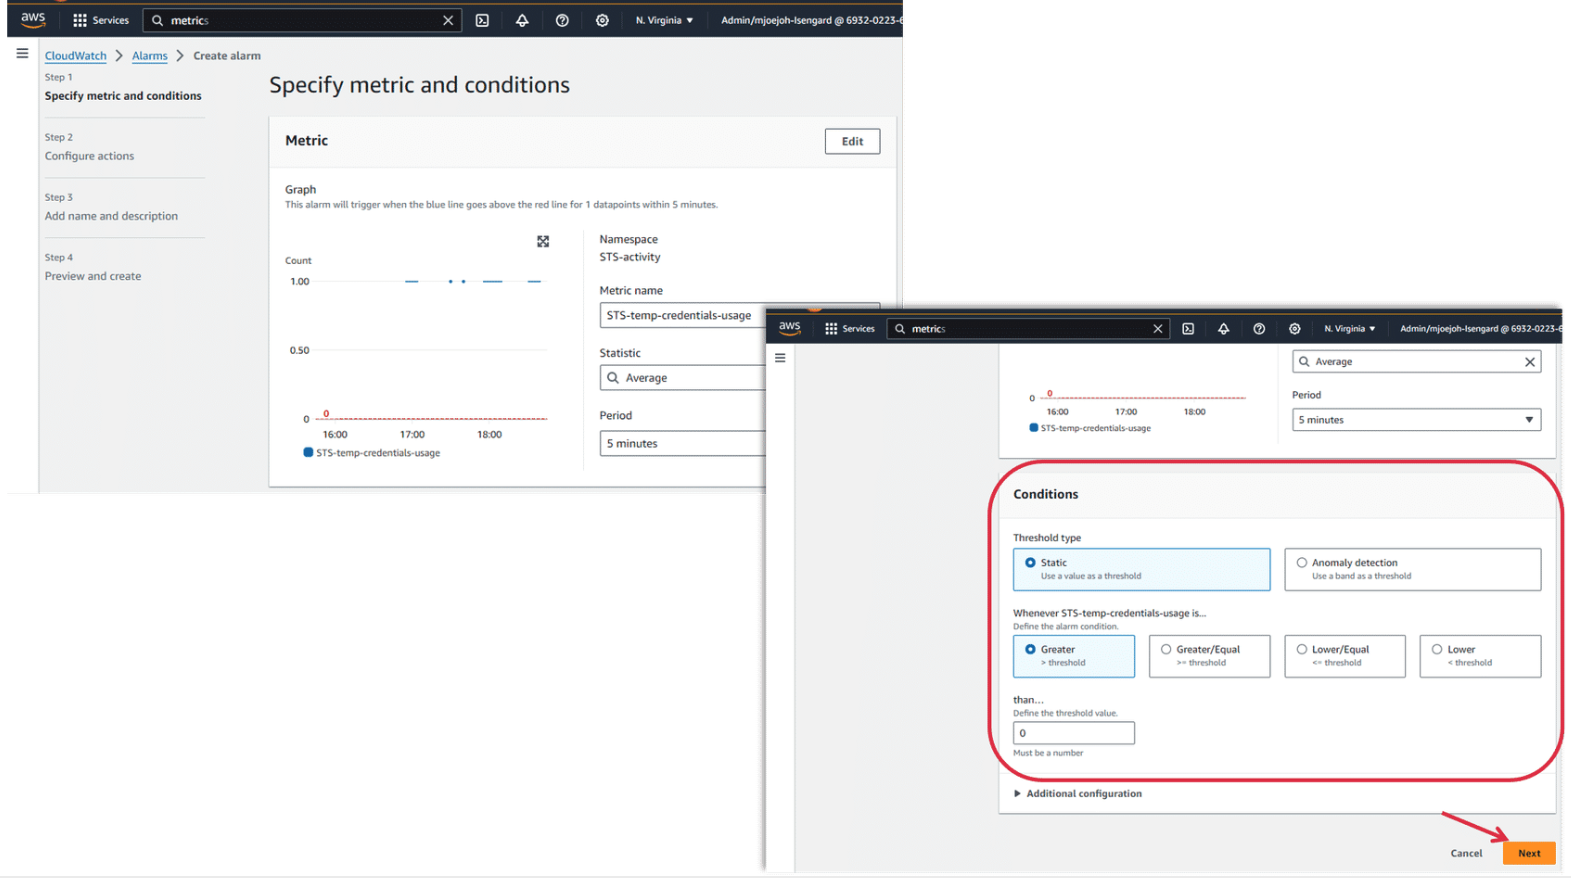 aws
Services
metrics
N. Virginia ▼
Admin/mjoejoh-Isengard @ 6932-0223-6
CloudWatch > Alarms > Create alarm
Step 1
Specify metric and conditions
Step 2
Configure actions
Step 3
Add name and description
Step 4
Preview and create
Specify metric and conditions
Metric
Edit
Graph
This alarm will trigger when the blue line goes above the red line for 1 datapoints within 5 minutes.
Count
1.00
0.50
0
0
16:00 17:00 18:00
STS-temp-credentials-usage
Namespace
STS-activity
Metric name
STS-temp-credentials-usage
Statistic
Average
Period
5 minutes
aws
Services
metrics
N. Virginia ▼
Admin/mjoejoh-Isengard @ 6932-0223-6
0
0
16:00 17:00 18:00
STS-temp-credentials-usage
Average
Period
5 minutes
Conditions
Threshold type
Static
Use a value as a threshold
Anomaly detection
Use a band as a threshold
Whenever STS-temp-credentials-usage is...
Define the alarm condition.
Greater
> threshold
Greater/Equal
>= threshold
Lower/Equal
<= threshold
Lower
< threshold
than...
Define the threshold value.
0
Must be a number
Additional configuration
Cancel
Next